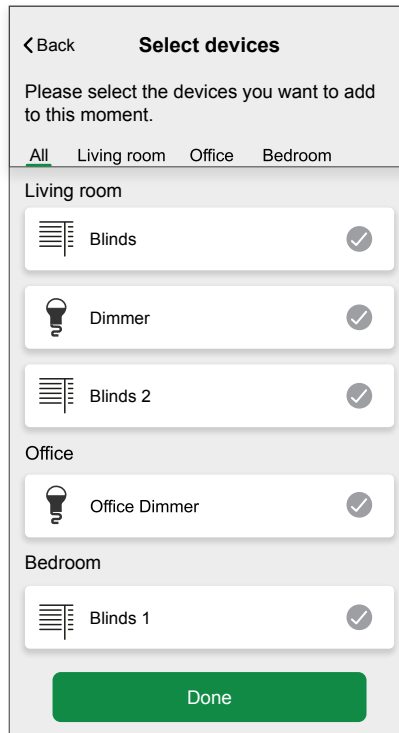 Back Select devices
Please select the devices you want to add
to this moment.
All Living room Office Bedroom
Living room
Blinds
Dimmer
Blinds 2
Office
Office Dimmer
Bedroom
Blinds 1
Done